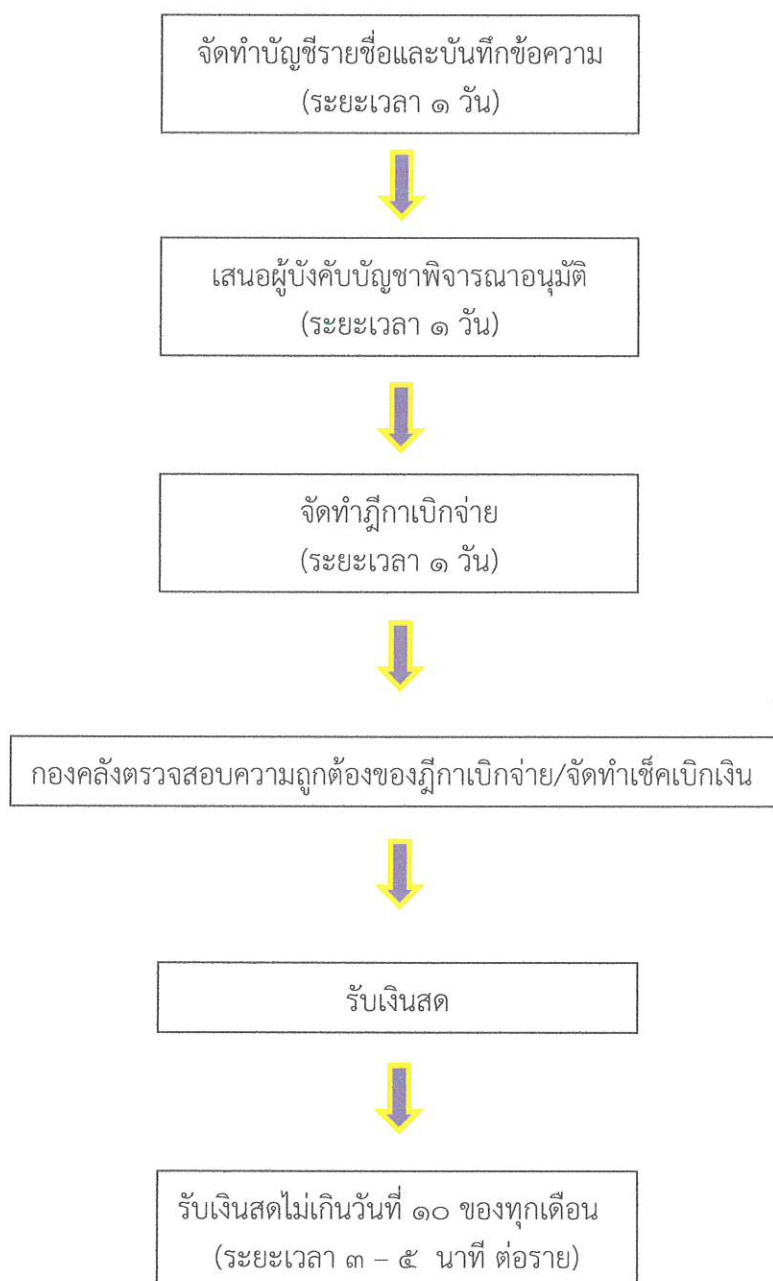 จัดทำบัญชีรายชื่อและบันทึกข้อความ
(ระยะเวลา ๑ วัน)
เสนอผู้บังคับบัญชาพิจารณาอนุมัติ
(ระยะเวลา ๑ วัน)
จัดทำฎีกาเบิกจ่าย
(ระยะเวลา ๑ วัน)
กองคลังตรวจสอบความถูกต้องของฎีกาเบิกจ่าย/จัดทำเช็คเบิกเงิน
รับเงินสด
รับเงินสดไม่เกินวันที่ ๑๐ ของทุกเดือน
(ระยะเวลา ๓ – ๕ นาที ต่อราย)